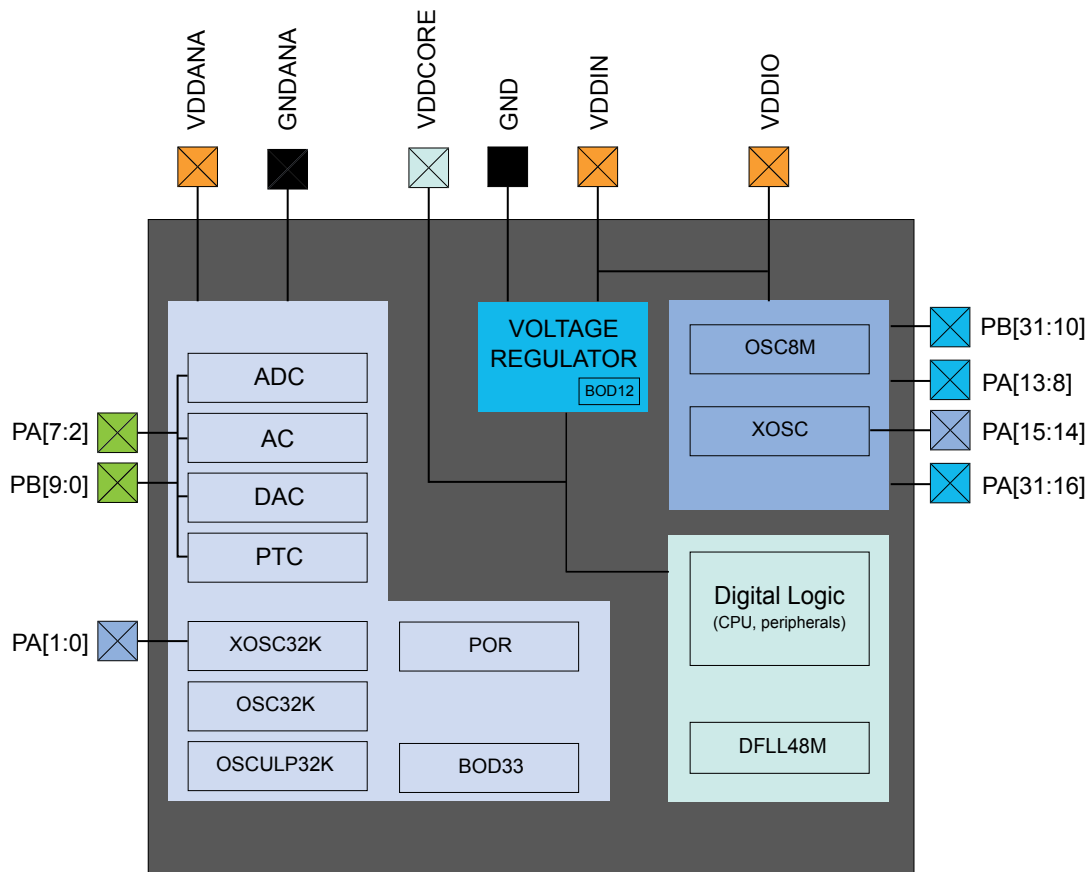 VDDANA
GNDANA
VDDCORE
GND
VDDIN
VDDIO
VOLTAGE
REGULATOR
BOD12
OSC8M
XOSC
PB[31:10]
PA[13:8]
PA[15:14]
PA[31:16]
ADC
AC
DAC
PTC
PA[7:2]
PB[9:0]
PA[1:0]
XOSC32K
OSC32K
OSCULP32K
POR
BOD33
Digital Logic
(CPU, peripherals)
DFLL48M